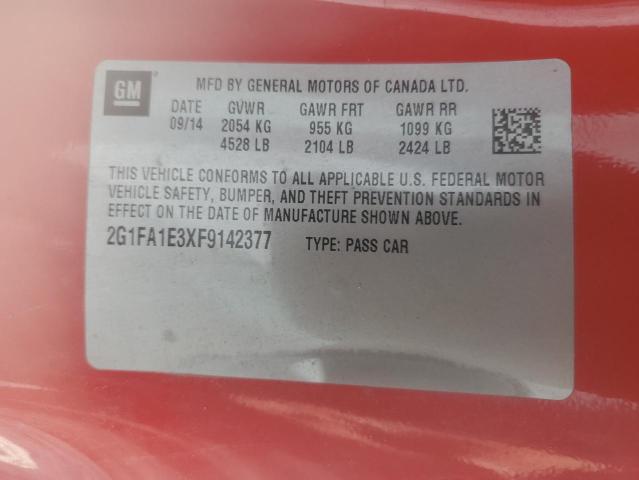 GM
MFD BY GENERAL MOTORS OF CANADA LTD.
DATE GVWR GAWR FRT GAWR RR
09/14 2054 KG 955 KG 1099 KG
4528 LB 2104 LB 2424 LB
THIS VEHICLE CONFORMS TO ALL APPLICABLE U.S. FEDERAL MOTOR
VEHICLE SAFETY, BUMPER, AND THEFT PREVENTION STANDARDS IN
EFFECT ON THE DATE OF MANUFACTURE SHOWN ABOVE.
2G1FA1E3XF9142377 TYPE: PASS CAR